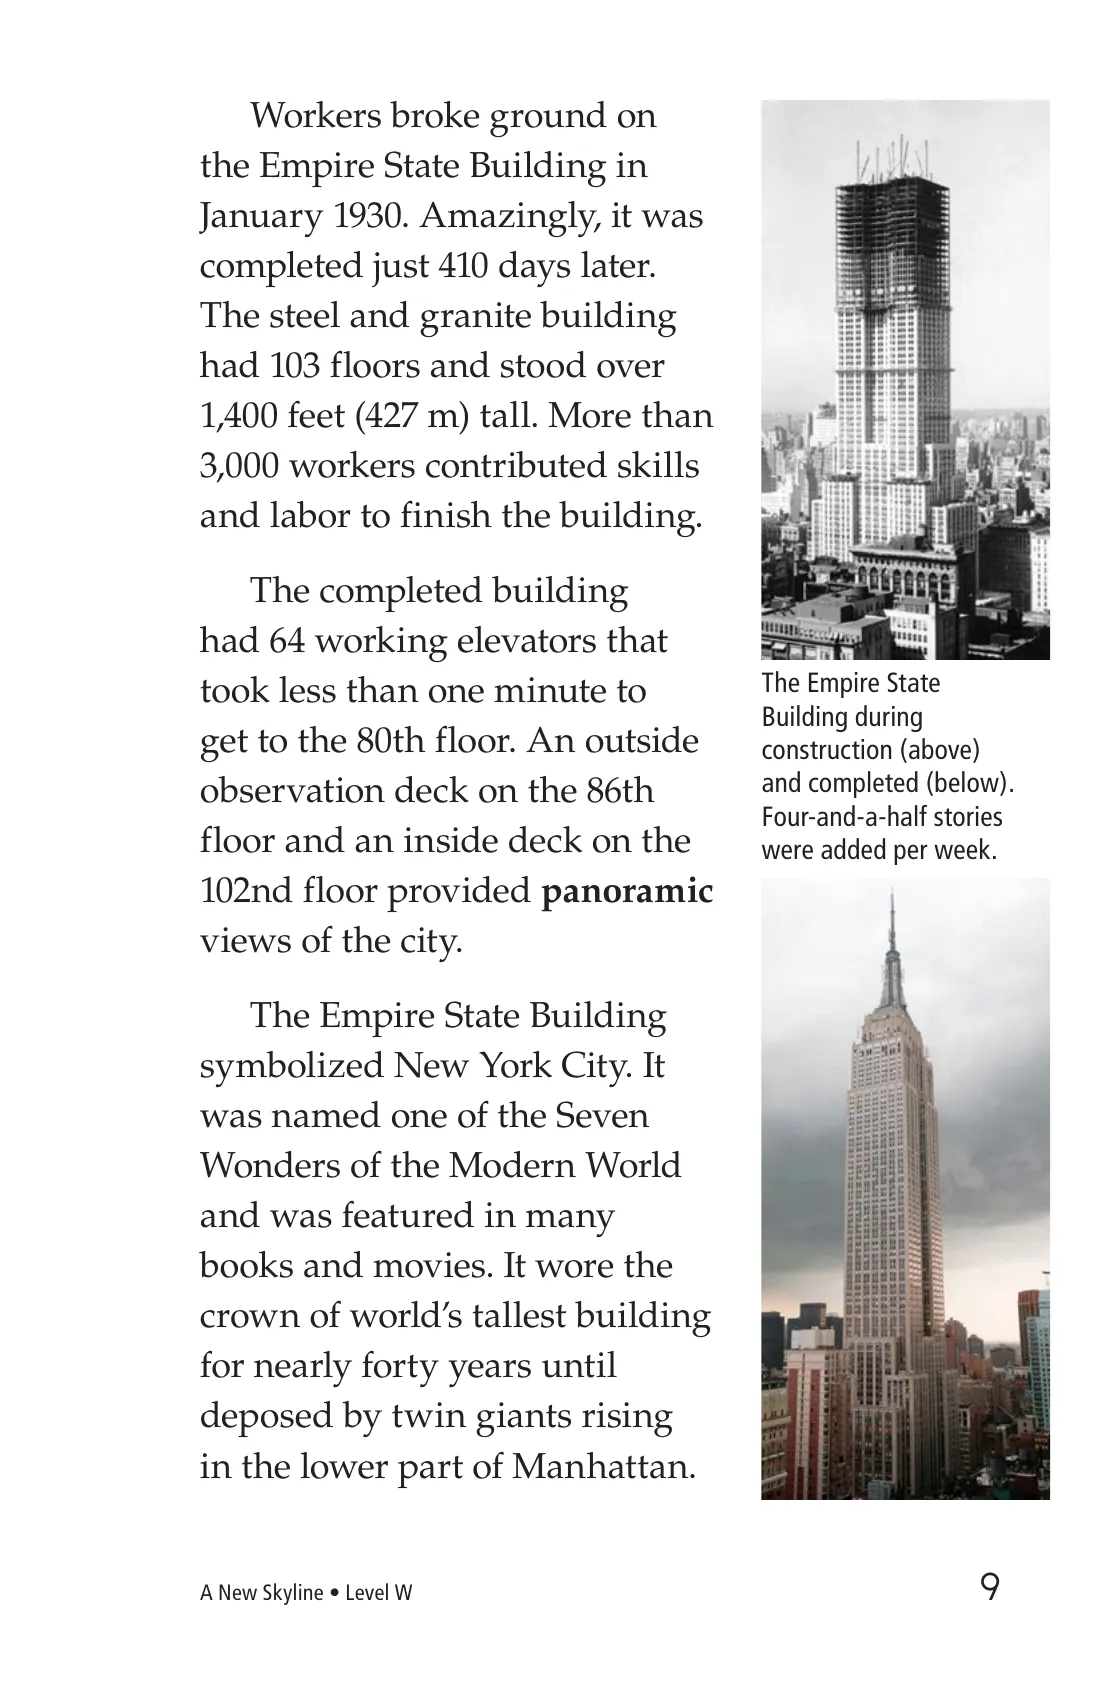 Workers broke ground on
the Empire State Building in
January 1930. Amazingly, it was
completed just 410 days later.
The steel and granite building
had 103 floors and stood over
1,400 feet (427 m) tall. More than
3,000 workers contributed skills
and labor to finish the building.
The completed building
had 64 working elevators that
took less than one minute to
get to the 80th floor. An outside
observation deck on the 86th
floor and an inside deck on the
102nd floor provided panoramic
views of the city.
The Empire State Building
symbolized New York City. It
was named one of the Seven
Wonders of the Modern World
and was featured in many
books and movies. It wore the
crown of world’s tallest building
for nearly forty years until
deposed by twin giants rising
in the lower part of Manhattan.
The Empire State
Building during
construction (above)
and completed (below).
Four-and-a-half stories
were added per week.
A New Skyline • Level W
9